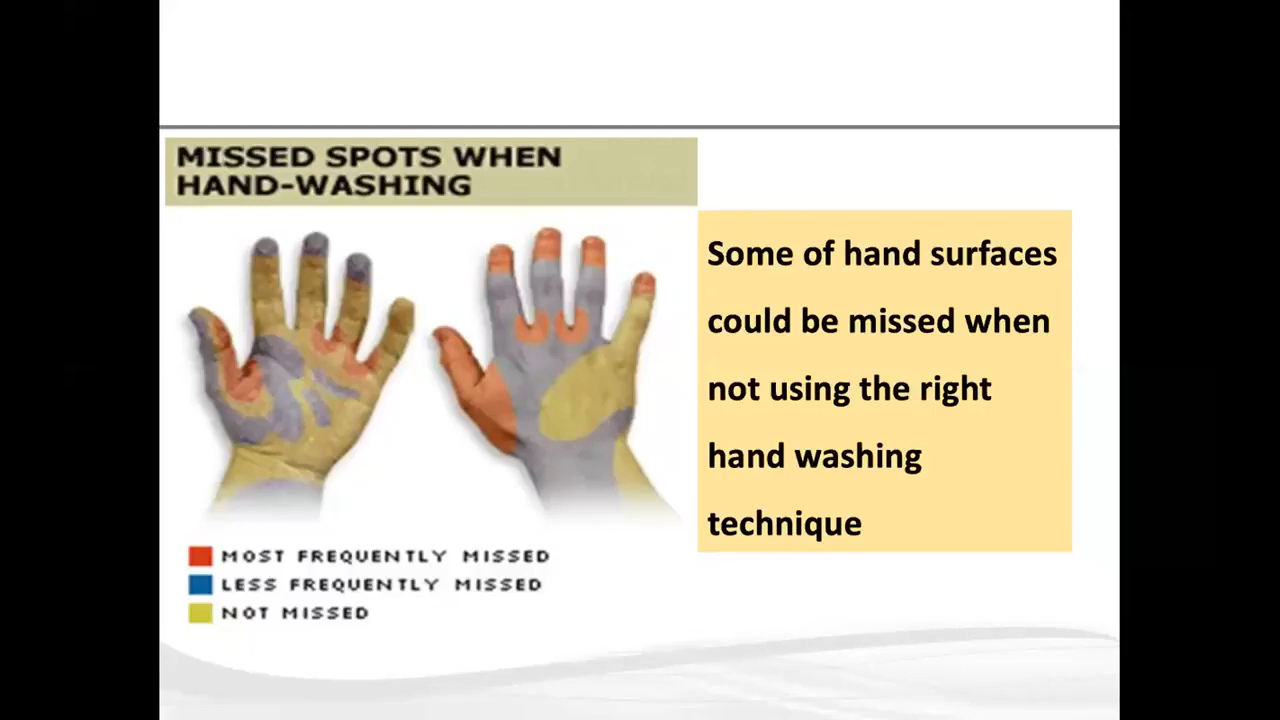 MISSED SPOTS WHEN
HAND-WASHING
Some of hand surfaces
could be missed when
not using the right
hand washing
technique
MOST FREQUENTLY MISSED
LESS FREQUENTLY MISSED
NOT MISSED